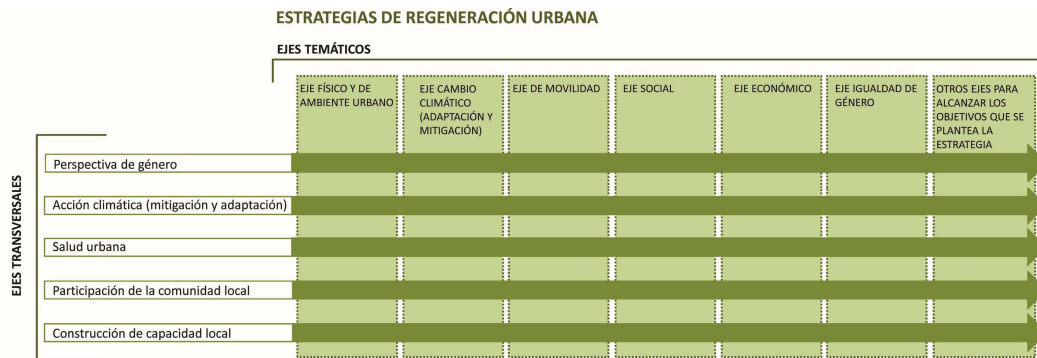 ESTRATEGIAS DE REGENERACIÓN URBANA
EJES TEMÁTICOS
EJE FÍSICO Y DE
AMBIENTE URBANO
EJE CAMBIO
CLIMÁTICO
(ADAPTACIÓN Y
MITIGACIÓN)
EJE DE MOVILIDAD
EJE SOCIAL
EJE ECONÓMICO
EJE IGUALDAD DE
GÉNERO
OTROS EJES PARA
ALCANZAR LOS
OBJETIVOS QUE SE
PLANTEA LA
ESTRATEGIA
EJES TRANSVERSALES
Perspectiva de género
Acción climática (mitigación y adaptación)
Salud urbana
Participación de la comunidad local
Construcción de capacidad local